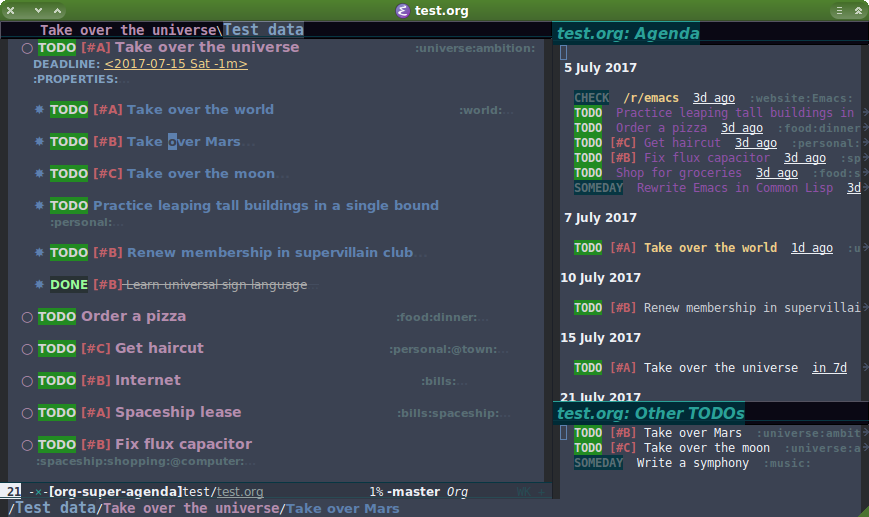 test.org
Take over the universe\Test data
TODO [#A] Take over the universe :universe:ambition:
DEADLINE: <2017-07-15 Sat -1m>
:PROPERTIES:...
TODO [#A] Take over the world :world:...
TODO [#B] Take over Mars...
TODO [#C] Take over the moon...
TODO Practice leaping tall buildings in a single bound
:personal:...
TODO [#B] Renew membership in supervillain club...
DONE [#B] Learn universal sign language...
TODO Order a pizza :food:dinner:...
TODO [#C] Get haircut :personal:@town:...
TODO [#B] Internet :bills:...
TODO [#A] Spaceship lease :bills:spaceship:...
TODO [#B] Fix flux capacitor
:spaceship:shopping:@computer:...
21 -×-[org-super-agenda]test/test.org 1% -master Org
/Test data/Take over the universe/Take over Mars
test.org: Agenda
5 July 2017
CHECK /r/emacs 3d ago :website:Emacs:
TODO Practice leaping tall buildings in
TODO Order a pizza 3d ago :food:dinner
TODO [#C] Get haircut 3d ago :personal:
TODO [#B] Fix flux capacitor 3d ago :sp
TODO Shop for groceries 3d ago :food:s
SOMEDAY Rewrite Emacs in Common Lisp 3d
7 July 2017
TODO [#A] Take over the world 1d ago :u
10 July 2017
TODO [#B] Renew membership in supervillai
15 July 2017
TODO [#A] Take over the universe in 7d
21 July 2017
test.org: Other TODOs
TODO [#B] Take over Mars :universe:ambit
TODO [#C] Take over the moon :universe:a
SOMEDAY Write a symphony :music: